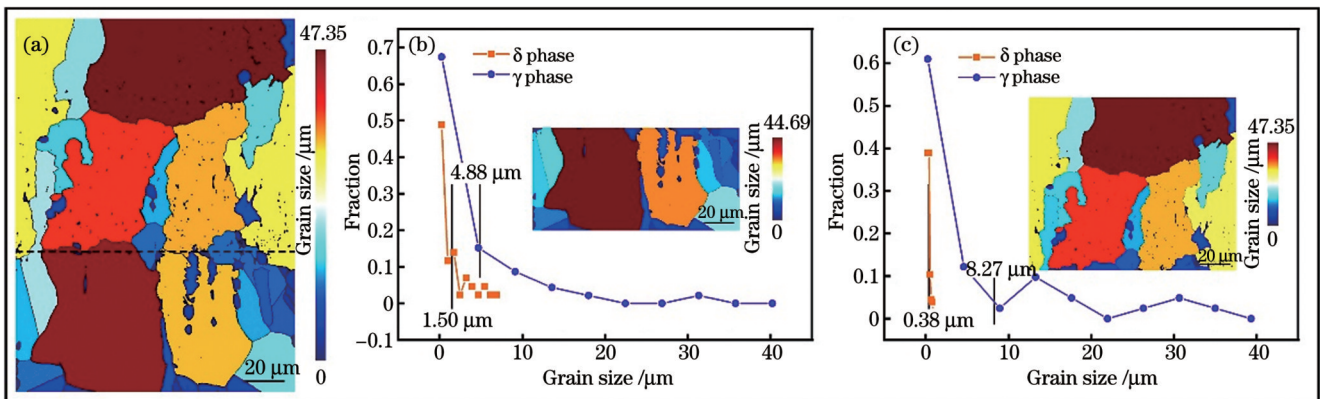 (a)
47.35
Grain size /μm
0
20 μm
(b)
0.7
0.6
0.5
0.4
0.3
0.2
0.1
0
−0.1
Fraction
δ phase
γ phase
4.88 μm
1.50 μm
44.69
Grain size /μm
0
20 μm
0 10 20 30 40
Grain size /μm
(c)
0.6
0.5
0.4
0.3
0.2
0.1
0
Fraction
δ phase
γ phase
8.27 μm
0.38 μm
47.35
Grain size /μm
0
20 μm
0 10 20 30 40
Grain size /μm